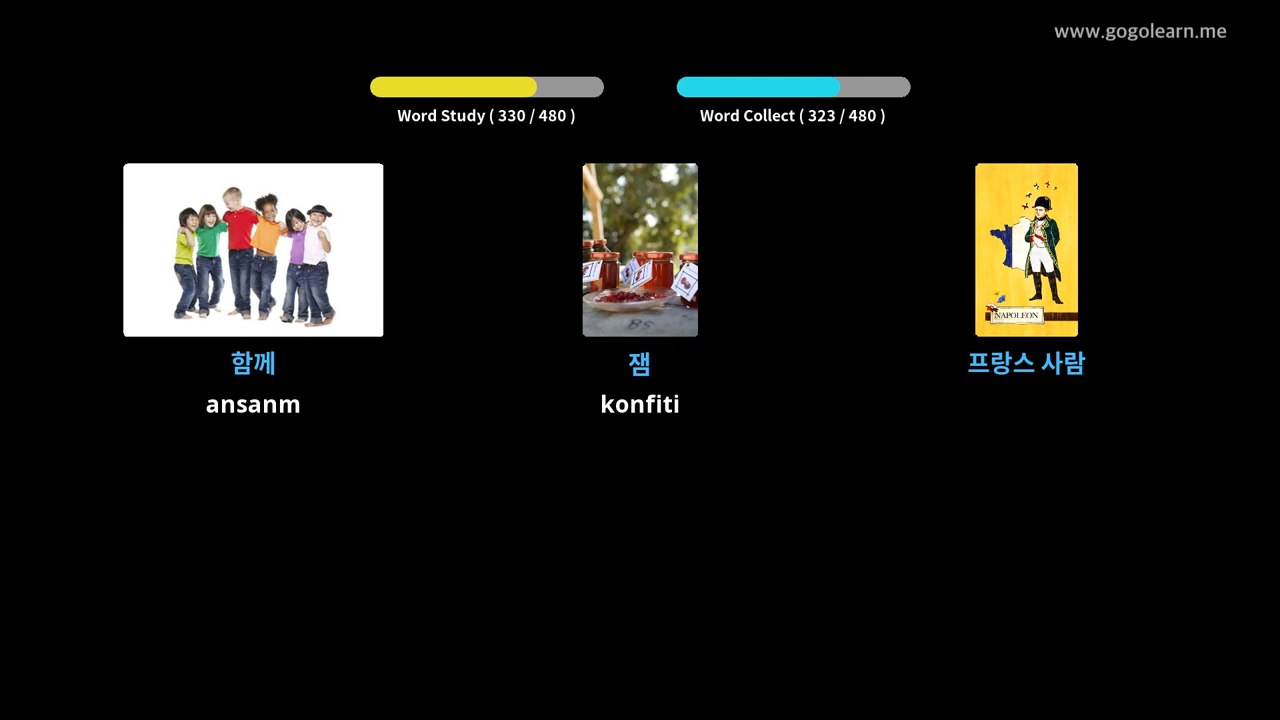 www.gogolearn.me
Word Study ( 330 / 480 )
Word Collect ( 323 / 480 )
NAPOLEON
함께
잼
프랑스 사람
ansanm
konfiti